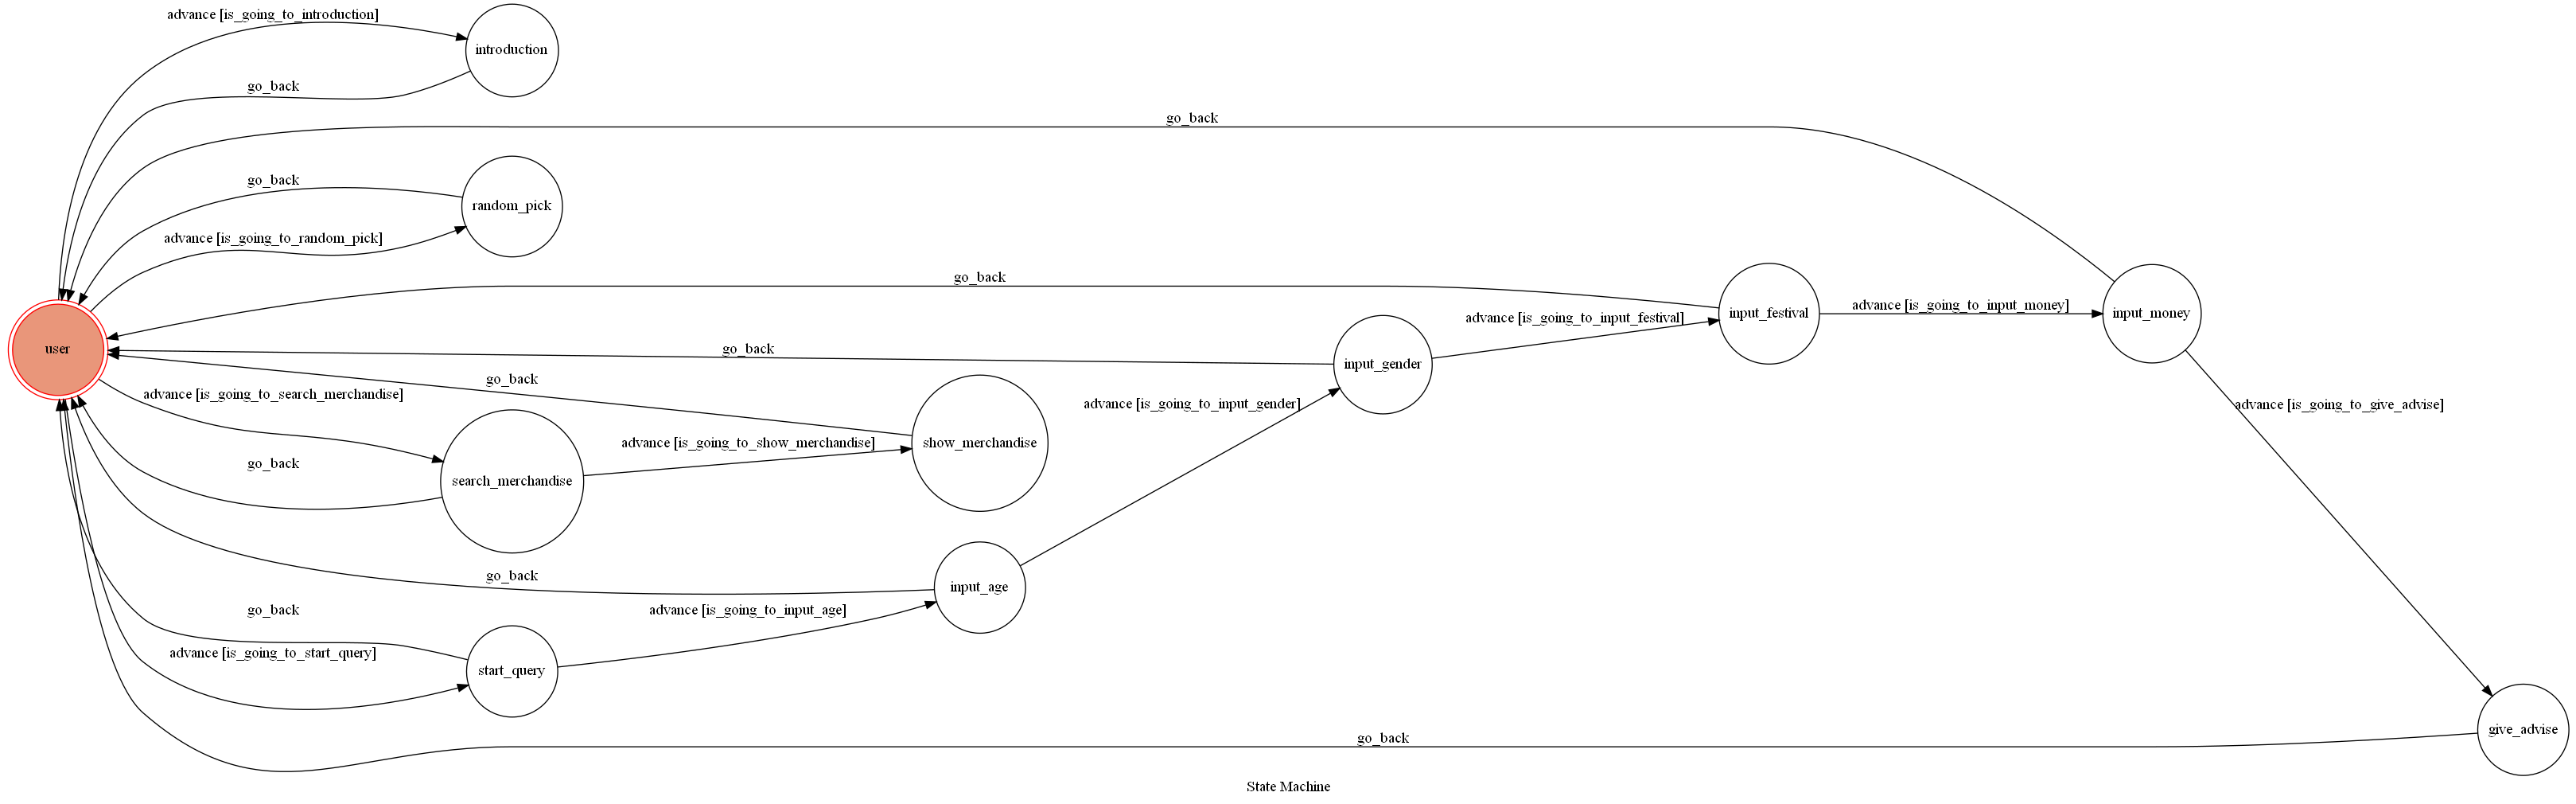 advance [is_going_to_introduction]
introduction
go_back
go_back
go_back
random_pick
advance [is_going_to_random_pick]
go_back
advance [is_going_to_input_money]
input_festival
input_money
advance [is_going_to_input_festival]
user
go_back
input_gender
go_back
advance [is_going_to_search_merchandise]
advance [is_going_to_input_gender]
advance [is_going_to_give_advise]
advance [is_going_to_show_merchandise]
show_merchandise
go_back
search_merchandise
go_back
input_age
go_back
advance [is_going_to_input_age]
advance [is_going_to_start_query]
start_query
give_advise
go_back
State Machine